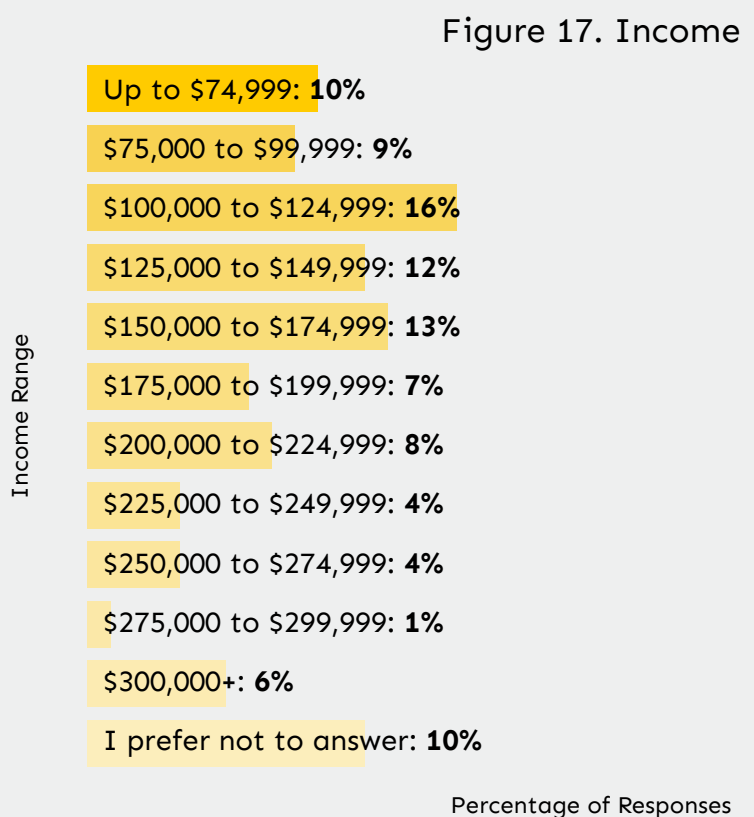 Figure 17. Income
Up to $74,999: 10%
$75,000 to $99,999: 9%
$100,000 to $124,999: 16%
$125,000 to $149,999: 12%
$150,000 to $174,999: 13%
$175,000 to $199,999: 7%
$200,000 to $224,999: 8%
$225,000 to $249,999: 4%
$250,000 to $274,999: 4%
$275,000 to $299,999: 1%
$300,000+: 6%
I prefer not to answer: 10%
Income Range
Percentage of Responses